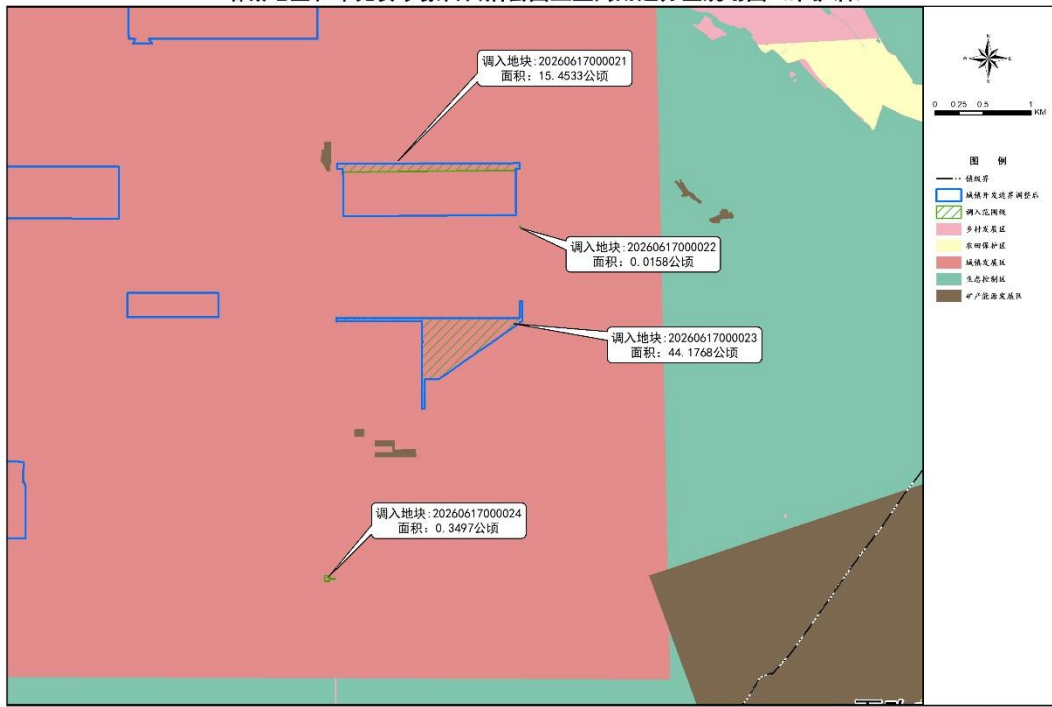 调入地块:20260617000021
面积: 15.4533公顷
调入地块:20260617000022
面积: 0.0158公顷
调入地块:20260617000023
面积: 44.1768公顷
调入地块:20260617000024
面积: 0.3497公顷
N
0 0.25 0.5 1
KM
图 例
镇级界
城镇开发边界调整后
调入范围线
乡村发展区
农田保护区
城镇发展区
生态控制区
矿产能源发展区